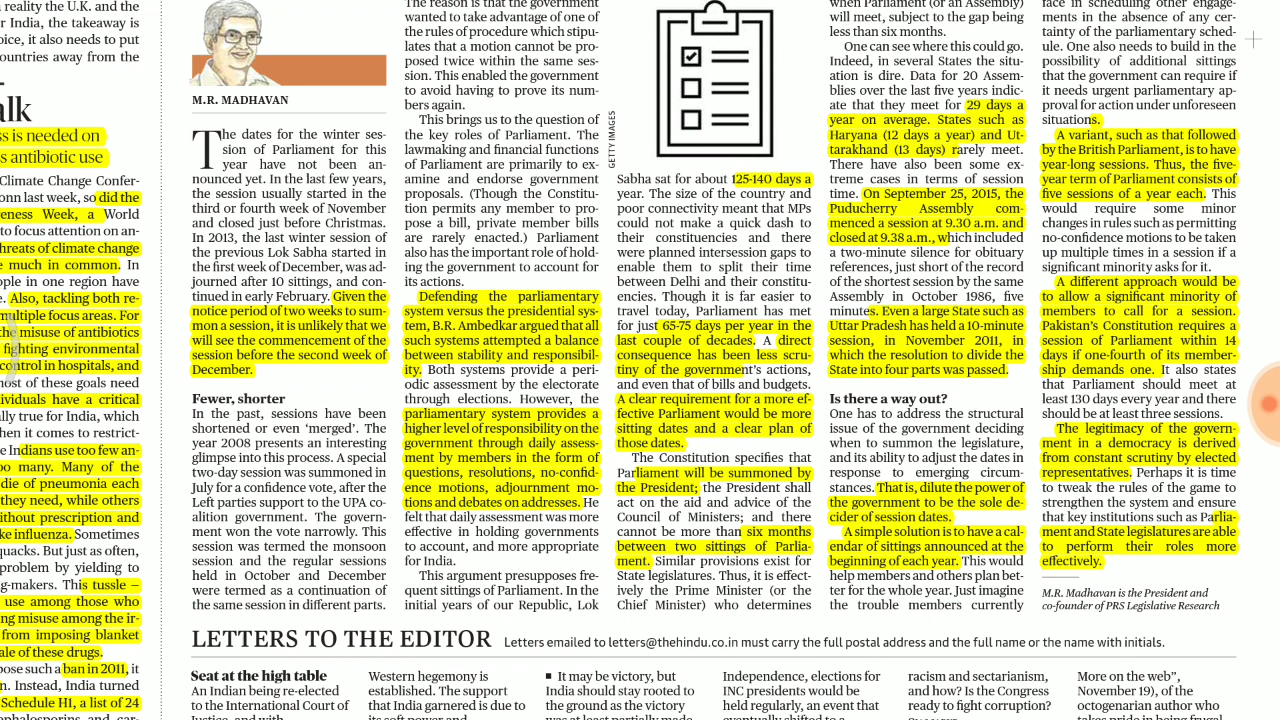 a reality the U.K. and the
r India, the takeaway is
oice, it also needs to put
ountries away from the
alk
ss is needed on
s antibiotic use
Climate Change Confer-
onn last week, so did the
reness Week, a World
to focus attention on an-
hreats of climate change
e much in common. In
ople in one region have
e. Also, tackling both re-
multiple focus areas. For
the misuse of antibiotics
fighting environmental
control in hospitals, and
most of these goals need
ividuals have a critical
lly true for India, which
hen it comes to restrict-
e Indians use too few an-
oo many. Many of the
die of pneumonia each
they need, while others
ithout prescription and
ke influenza. Sometimes
quacks. But just as often,
problem by yielding to
g-makers. This tussle –
use among those who
ng misuse among the ir-
from imposing blanket
ale of these drugs.
pose such a ban in 2011, it
n. Instead, India turned
Schedule HI, a list of 24
ephalosporins and car-
M.R. MADHAVAN
The dates for the winter ses-
sion of Parliament for this
year have not been an-
nounced yet. In the last few years,
the session usually started in the
third or fourth week of November
and closed just before Christmas.
In 2013, the last winter session of
the previous Lok Sabha started in
the first week of December, was ad-
journed after 10 sittings, and con-
tinued in early February. Given the
notice period of two weeks to sum-
mon a session, it is unlikely that we
will see the commencement of the
session before the second week of
December.
Fewer, shorter
In the past, sessions have been
shortened or even ‘merged’. The
year 2008 presents an interesting
glimpse into this process. A special
two-day session was summoned in
July for a confidence vote, after the
Left parties support to the UPA co-
alition government. The govern-
ment won the vote narrowly. This
session was termed the monsoon
session and the regular sessions
held in October and December
were termed as a continuation of
the same session in different parts.
The reason is that the government
wanted to take advantage of one of
the rules of procedure which stipu-
lates that a motion cannot be pro-
posed twice within the same ses-
sion. This enabled the government
to avoid having to prove its num-
bers again.
This brings us to the question of
the key roles of Parliament. The
lawmaking and financial functions
of Parliament are primarily to ex-
amine and endorse government
proposals. (Though the Constitu-
tion permits any member to pro-
pose a bill, private member bills
are rarely enacted.) Parliament
also has the important role of hold-
ing the government to account for
its actions.
Defending the parliamentary
system versus the presidential sys-
tem, B.R. Ambedkar argued that all
such systems attempted a balance
between stability and responsibil-
ity. Both systems provide a peri-
odic assessment by the electorate
through elections. However, the
parliamentary system provides a
higher level of responsibility on the
government through daily assess-
ment by members in the form of
questions, resolutions, no-confid-
ence motions, adjournment mo-
tions and debates on addresses. He
felt that daily assessment was more
effective in holding governments
to account, and more appropriate
for India.
This argument presupposes fre-
quent sittings of Parliament. In the
initial years of our Republic, Lok
GETTY IMAGES
Sabha sat for about 125-140 days a
year. The size of the country and
poor connectivity meant that MPs
could not make a quick dash to
their constituencies and there
were planned intersession gaps to
enable them to split their time
between Delhi and their constitu-
encies. Though it is far easier to
travel today, Parliament has met
for just 65-75 days per year in the
last couple of decades. A direct
consequence has been less scru-
tiny of the government’s actions,
and even that of bills and budgets.
A clear requirement for a more ef-
fective Parliament would be more
sitting dates and a clear plan of
those dates.
The Constitution specifies that
Parliament will be summoned by
the President; the President shall
act on the aid and advice of the
Council of Ministers; and there
cannot be more than six months
between two sittings of Parlia-
ment. Similar provisions exist for
State legislatures. Thus, it is effect-
ively the Prime Minister (or the
Chief Minister) who determines
when Parliament (or an Assembly)
will meet, subject to the gap being
less than six months.
One can see where this could go.
Indeed, in several States the situ-
ation is dire. Data for 20 Assem-
blies over the last five years indic-
ate that they meet for 29 days a
year on average. States such as
Haryana (12 days a year) and Ut-
tarakhand (13 days) rarely meet.
There have also been some ex-
treme cases in terms of session
time. On September 25, 2015, the
Puducherry Assembly com-
menced a session at 9.30 a.m. and
closed at 9.38 a.m., which included
a two-minute silence for obituary
references, just short of the record
of the shortest session by the same
Assembly in October 1986, five
minutes. Even a large State such as
Uttar Pradesh has held a 10-minute
session, in November 2011, in
which the resolution to divide the
State into four parts was passed.
Is there a way out?
One has to address the structural
issue of the government deciding
when to summon the legislature,
and its ability to adjust the dates in
response to emerging circum-
stances. That is, dilute the power of
the government to be the sole de-
cider of session dates.
A simple solution is to have a cal-
endar of sittings announced at the
beginning of each year. This would
help members and others plan bet-
ter for the whole year. Just imagine
the trouble members currently
face in scheduling other engage-
ments in the absence of any cer-
tainty of the parliamentary sched-
ule. One also needs to build in the
possibility of additional sittings
that the government can require if
it needs urgent parliamentary ap-
proval for action under unforeseen
situations.
A variant, such as that followed
by the British Parliament, is to have
year-long sessions. Thus, the five-
year term of Parliament consists of
five sessions of a year each. This
would require some minor
changes in rules such as permitting
no-confidence motions to be taken
up multiple times in a session if a
significant minority asks for it.
A different approach would be
to allow a significant minority of
members to call for a session.
Pakistan’s Constitution requires a
session of Parliament within 14
days if one-fourth of its member-
ship demands one. It also states
that Parliament should meet at
least 130 days every year and there
should be at least three sessions.
The legitimacy of the govern-
ment in a democracy is derived
from constant scrutiny by elected
representatives. Perhaps it is time
to tweak the rules of the game to
strengthen the system and ensure
that key institutions such as Parlia-
ment and State legislatures are able
to perform their roles more
effectively.
M.R. Madhavan is the President and
co-founder of PRS Legislative Research
LETTERS TO THE EDITOR Letters emailed to letters@thehindu.co.in must carry the full postal address and the full name or the name with initials.
Seat at the high table
An Indian being re-elected
to the International Court of
Justice, and with
Western hegemony is
established. The support
that India garnered is due to
its soft power and
■ It may be victory, but
India should stay rooted to
the ground as the victory
was at least partially made
Independence, elections for
INC presidents would be
held regularly, an event that
eventually shifted to a
racism and sectarianism,
and how? Is the Congress
ready to fight corruption?
More on the web”,
November 19), of the
octogenarian author who
takes pride in being frugal